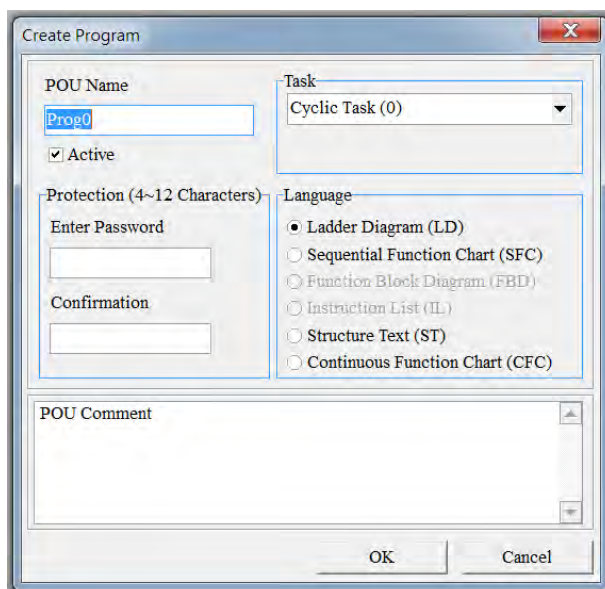 Create Program
POU Name
Prog0
Active
Task
Cyclic Task (0)
Protection (4~12 Characters)
Enter Password
Confirmation
Language
Ladder Diagram (LD)
Sequential Function Chart (SFC)
Function Block Diagram (FBD)
Instruction List (IL)
Structure Text (ST)
Continuous Function Chart (CFC)
POU Comment
OK
Cancel